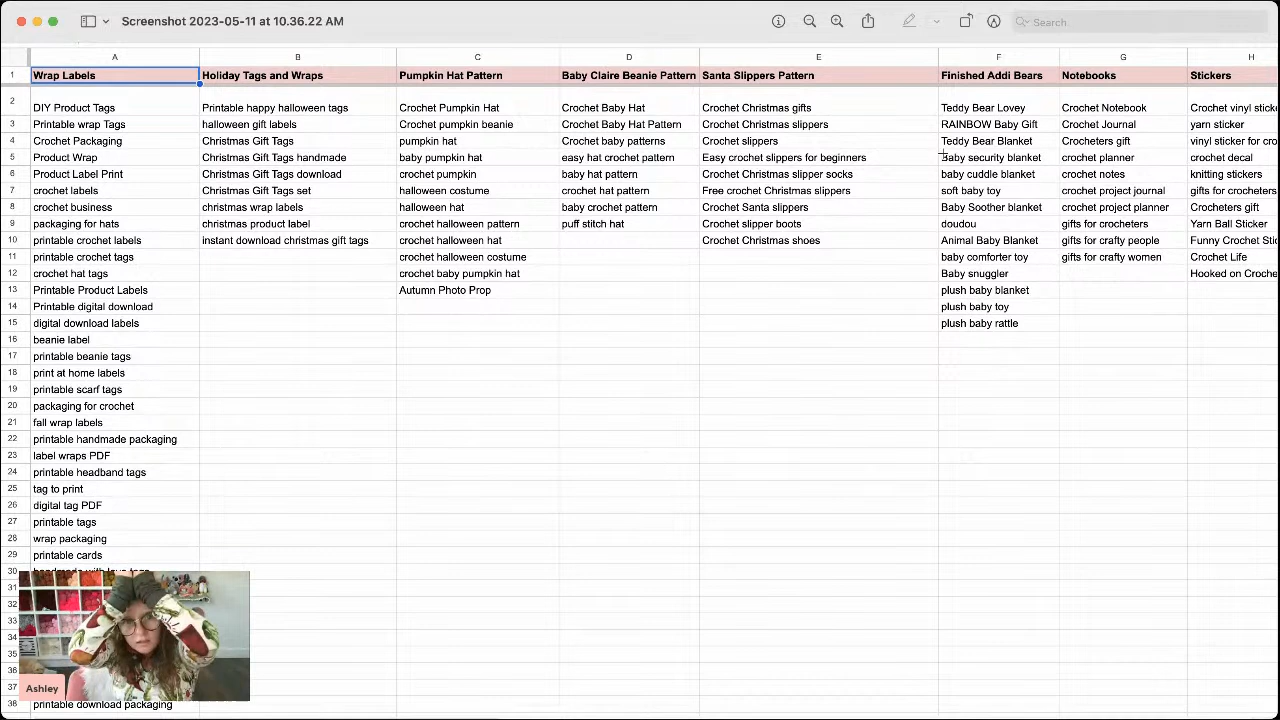 Screenshot 2023-05-11 at 10.36.22 AM
Search
A B C D E F G H
1 Wrap Labels Holiday Tags and Wraps Pumpkin Hat Pattern Baby Claire Beanie Pattern Santa Slippers Pattern Finished Addi Bears Notebooks Stickers
2 DIY Product Tags Printable happy halloween tags Crochet Pumpkin Hat Crochet Baby Hat Crochet Christmas gifts Teddy Bear Lovey Crochet Notebook Crochet vinyl sticke
3 Printable wrap Tags halloween gift labels Crochet pumpkin beanie Crochet Baby Hat Pattern Crochet Christmas slippers RAINBOW Baby Gift Crochet Journal yarn sticker
4 Crochet Packaging Christmas Gift Tags pumpkin hat Crochet baby patterns Crochet slippers Teddy Bear Blanket Crocheters gift vinyl sticker for cro
5 Product Wrap Christmas Gift Tags handmade baby pumpkin hat easy hat crochet pattern Easy crochet slippers for beginners Baby security blanket crochet planner crochet decal
6 Product Label Print Christmas Gift Tags download crochet pumpkin baby hat pattern Crochet Christmas slipper socks baby cuddle blanket crochet notes knitting stickers
7 crochet labels Christmas Gift Tags set halloween costume crochet hat pattern Free crochet Christmas slippers soft baby toy crochet project journal gifts for crocheters
8 crochet business christmas wrap labels halloween hat baby crochet pattern Crochet Santa slippers Baby Soother blanket crochet project planner Crocheters gift
9 packaging for hats christmas product label crochet halloween pattern puff stitch hat Crochet slipper boots doudou gifts for crocheters Yarn Ball Sticker
10 printable crochet labels instant download christmas gift tags crochet halloween hat Crochet Christmas shoes Animal Baby Blanket gifts for crafty people Funny Crochet Stic
11 printable crochet tags crochet halloween costume baby comforter toy gifts for crafty women Crochet Life
12 crochet hat tags crochet baby pumpkin hat Baby snuggler Hooked on Croche
13 Printable Product Labels Autumn Photo Prop plush baby blanket
14 Printable digital download plush baby toy
15 digital download labels plush baby rattle
16 beanie label
17 printable beanie tags
18 print at home labels
19 printable scarf tags
20 packaging for crochet
21 fall wrap labels
22 printable handmade packaging
23 label wraps PDF
24 printable headband tags
25 tag to print
26 digital tag PDF
27 printable tags
28 wrap packaging
29 printable cards
30 handmade with love tags
31
32
33
34
35
36
37
38 printable download packaging
Ashley